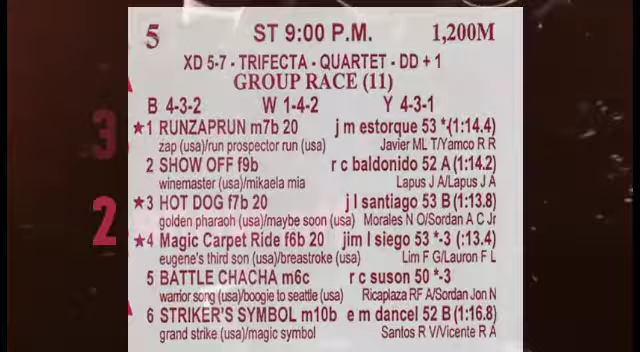 5 ST 9:00 P.M. 1,200M
XD 5-7 - TRIFECTA - QUARTET - DD + 1
GROUP RACE (11)
B 4-3-2 W 1-4-2 Y 4-3-1
★1 RUNZAPRUN m7b 20 j m estorque 53 *-(1:14.4)
zap (usa)/run prospector run (usa) Javier ML T/Yamco R R
2 SHOW OFF f9b r c baldonido 52 A (1:14.2)
winemaster (usa)/mikaela mia Lapus J A/Lapus J A
★3 HOT DOG f7b 20 j l santiago 53 B (1:13.8)
golden pharaoh (usa)/maybe soon (usa) Morales N O/Sordan A C Jr
★4 Magic Carpet Ride f6b 20 jim l siego 53 *-3 (:13.4)
eugene's third son (usa)/breastroke (usa) Lim F G/Lauron F L
5 BATTLE CHACHA m6c r c suson 50 *-3
warrior song (usa)/boogie to seattle (usa) Ricaplaza RF A/Sordan Jon N
6 STRIKER'S SYMBOL m10b e m dancel 52 B (1:16.8)
grand strike (usa)/magic symbol Santos R V/Vicente R A
3
2